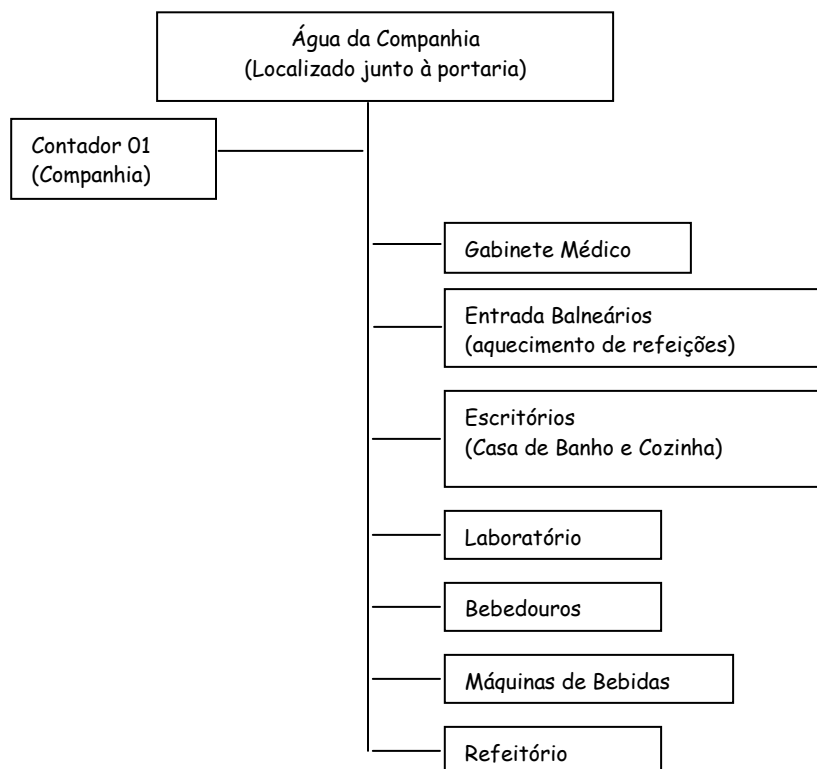 Água da Companhia
(Localizado junto à portaria)
Contador 01
(Companhia)
Gabinete Médico
Entrada Balneários
(aquecimento de refeições)
Escritórios
(Casa de Banho e Cozinha)
Laboratório
Bebedouros
Máquinas de Bebidas
Refeitório